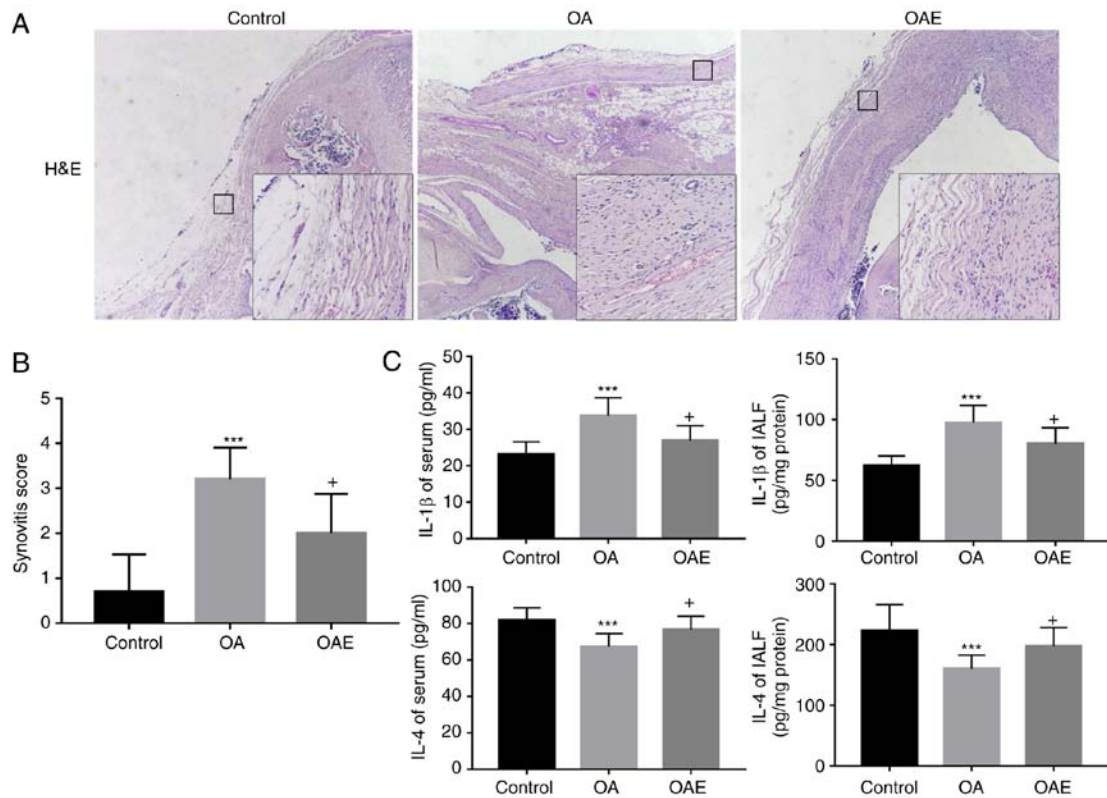 A
Control
OA
OAE
H&E
B
Synovitis score
5
4
3
2
1
0
***
+
Control
OA
OAE
C
IL-1β of serum (pg/ml)
50
40
30
20
10
0
***
+
Control
OA
OAE
IL-1β of IALF
(pg/mg protein)
150
100
50
0
***
+
Control
OA
OAE
IL-4 of serum (pg/ml)
100
80
60
40
20
0
***
+
Control
OA
OAE
IL-4 of IALF
(pg/mg protein)
300
200
100
0
***
+
Control
OA
OAE